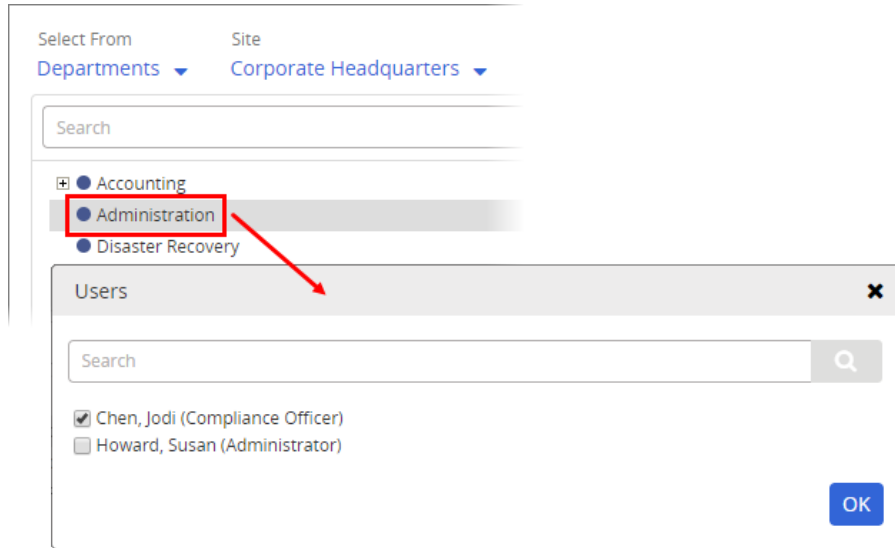 Select From Site
Departments Corporate Headquarters
Search
Accounting
Administration
Disaster Recovery
Users
Search
Chen, Jodi (Compliance Officer)
Howard, Susan (Administrator)
OK